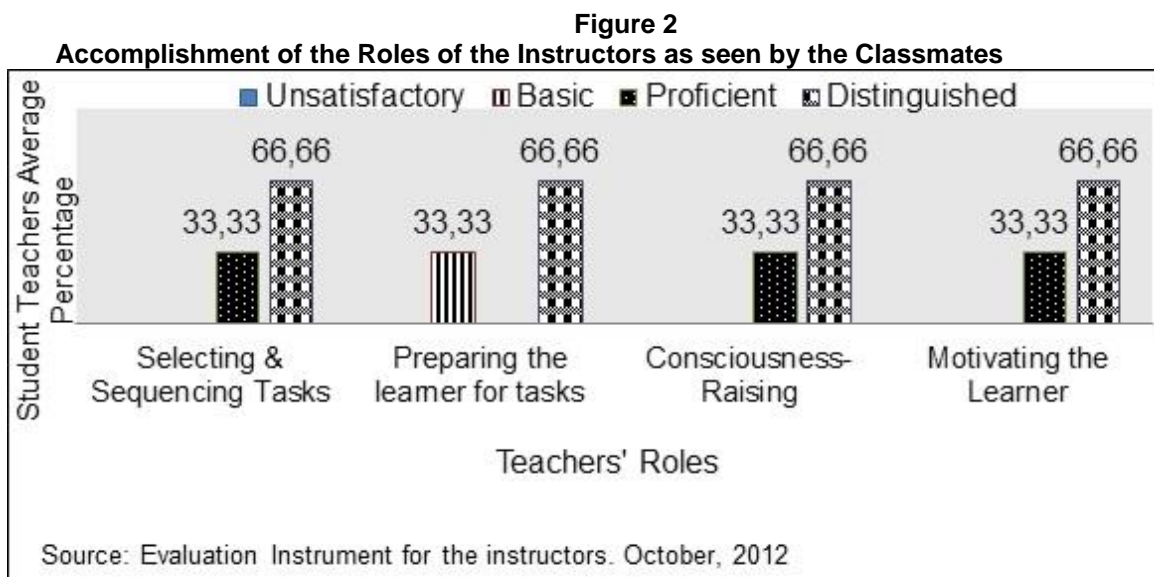 Figure 2
Accomplishment of the Roles of the Instructors as seen by the Classmates
Unsatisfactory Basic Proficient Distinguished
Student Teachers Average
Percentage
33,33 66,66 33,33 66,66 33,33 66,66 33,33 66,66
Selecting &
Sequencing Tasks
Preparing the
learner for tasks
Consciousness-
Raising
Motivating the
Learner
Teachers' Roles
Source: Evaluation Instrument for the instructors. October, 2012